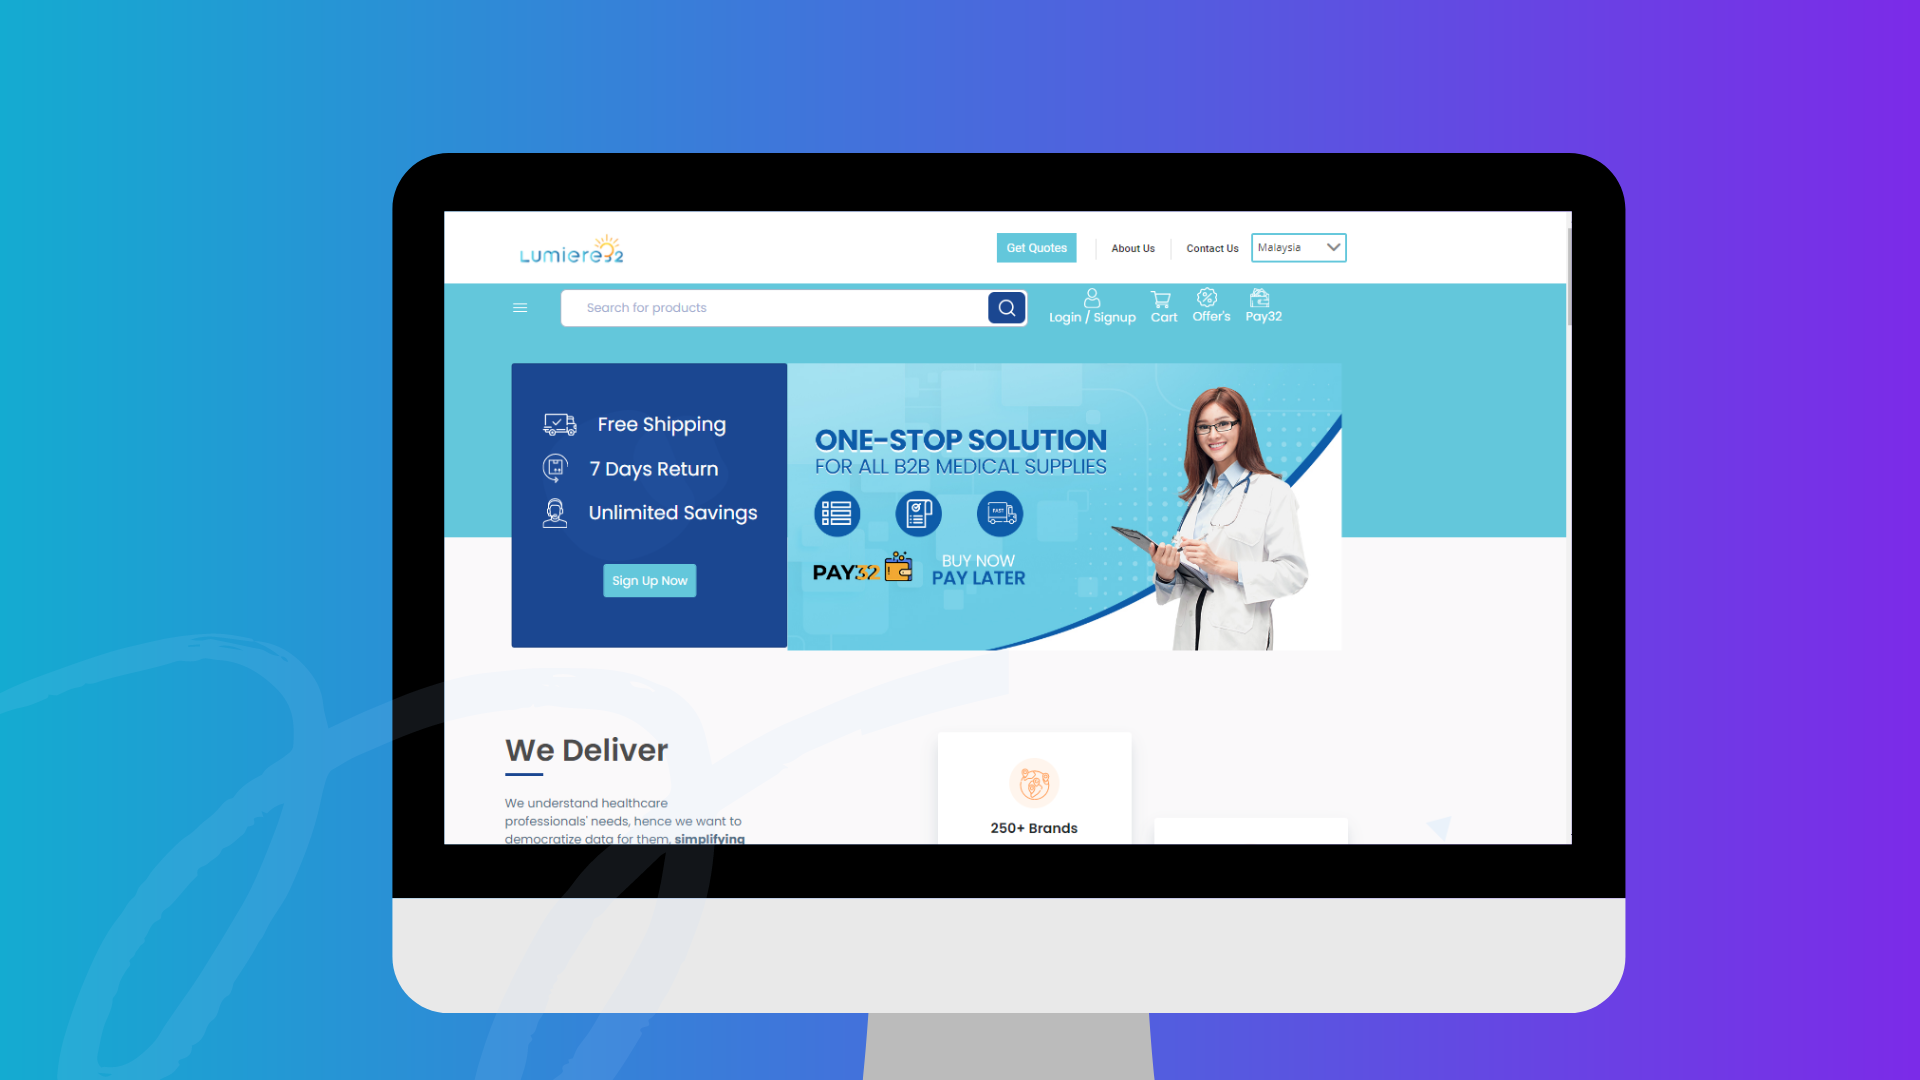 Lumiere32
Get Quotes
About Us
Contact Us
Malaysia
Search for products
Login / Signup
Cart
Offer's
Pay32
Free Shipping
7 Days Return
Unlimited Savings
Sign Up Now
ONE-STOP SOLUTION
FOR ALL B2B MEDICAL SUPPLIES
FAST
PAY32
BUY NOW
PAY LATER
We Deliver
We understand healthcare
professionals' needs, hence we want to
democratize data for them, simplifying
250+ Brands